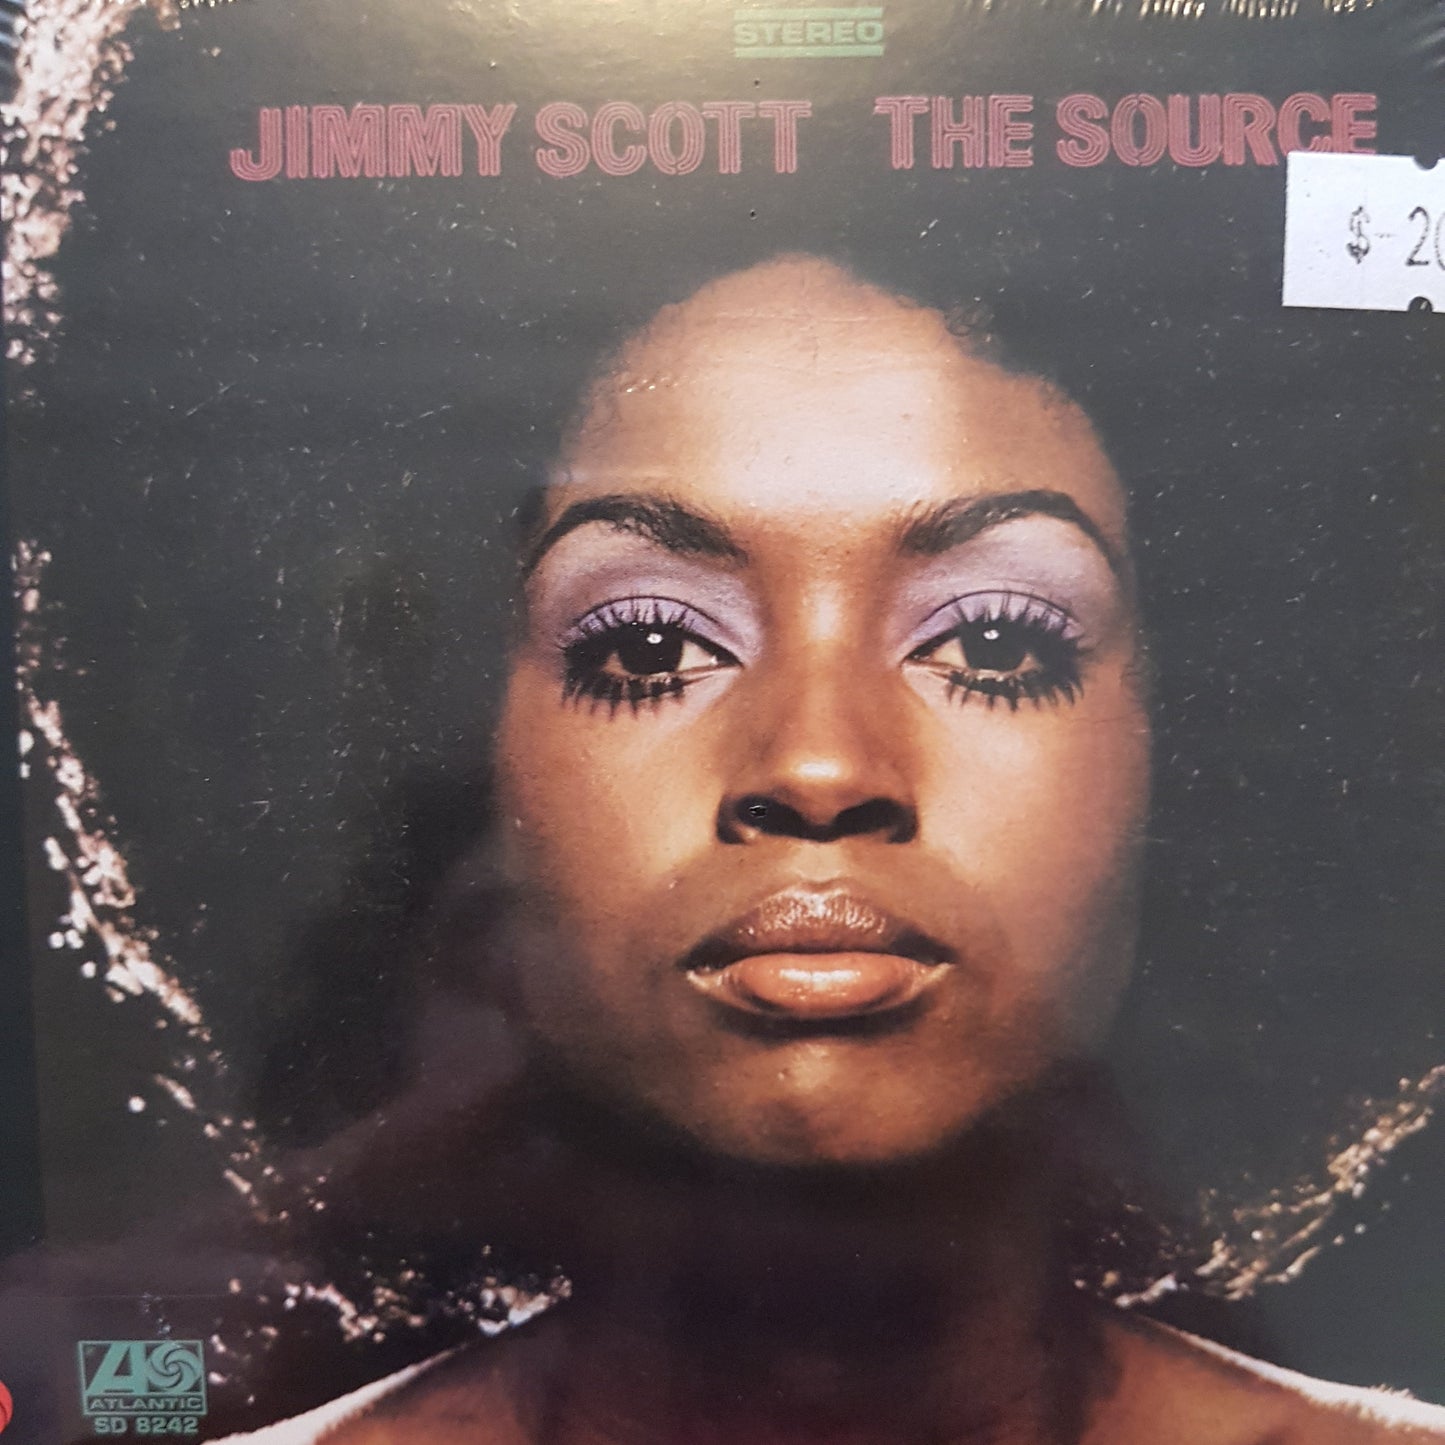 STEREO
JIMMY SCOTT THE SOURCE
$-20
ATLANTIC
SD 8242